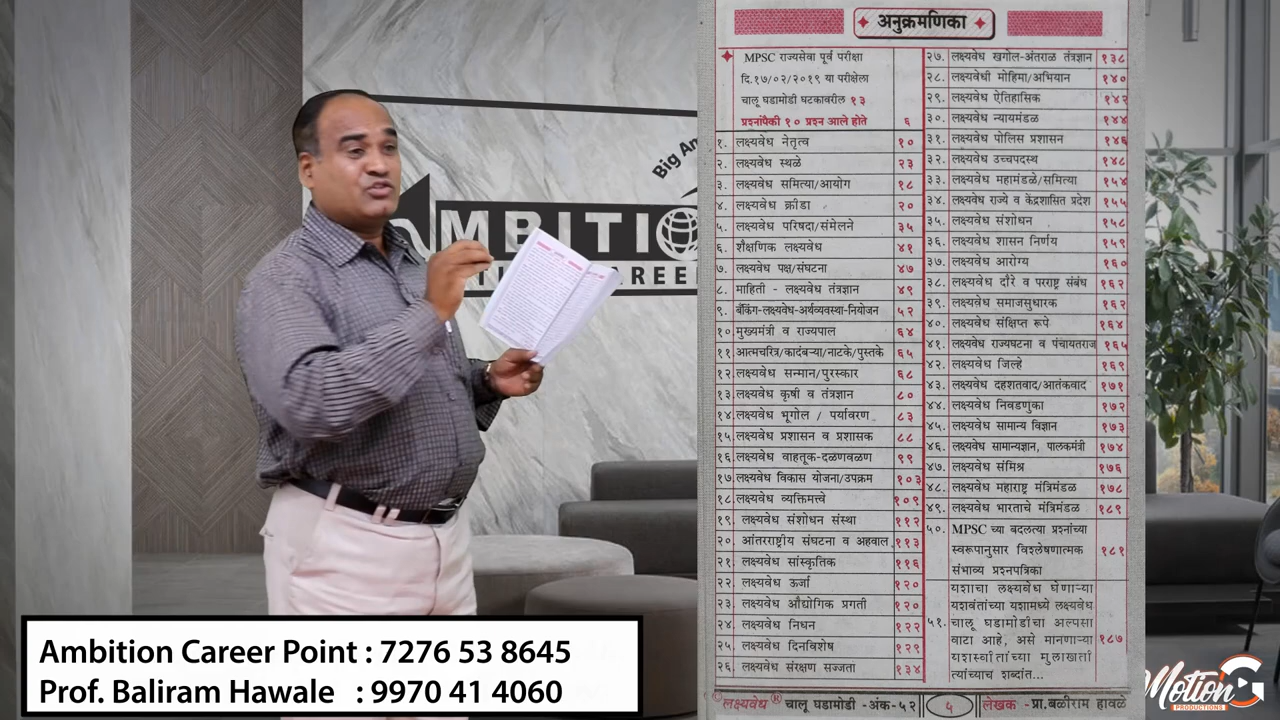 Big Am
AMBITIO
CAREE
Ambition Career Point : 7276 53 8645
Prof. Baliram Hawale : 9970 41 4060
अनुक्रमणिका
MPSC राज्यसेवा पूर्व परीक्षा
दि.१७/०२/२०१९ या परीक्षेला
चालू घडामोडी घटकावरील १३
प्रश्नांपैकी १० प्रश्न आले होते ६
१. लक्ष्यवेध नेतृत्व १०
२. लक्ष्यवेध स्थळे २३
३. लक्ष्यवेध समित्या/आयोग १८
४. लक्ष्यवेध क्रीडा २०
५. लक्ष्यवेध परिषदा/संमेलने ३५
६. शैक्षणिक लक्ष्यवेध ४१
७. लक्ष्यवेध पक्ष/संघटना ४७
८. माहिती - लक्ष्यवेध तंत्रज्ञान ४९
९. बँकिंग-लक्ष्यवेध-अर्थव्यवस्था-नियोजन ५२
१०. मुख्यमंत्री व राज्यपाल ६४
११. आत्मचरित्र/कादंबऱ्या/नाटके/पुस्तके ६५
१२. लक्ष्यवेध सन्मान/पुरस्कार ६८
१३. लक्ष्यवेध कृषी व तंत्रज्ञान ८०
१४. लक्ष्यवेध भूगोल / पर्यावरण ८३
१५. लक्ष्यवेध प्रशासन व प्रशासक ८८
१६. लक्ष्यवेध वाहतूक-दळणवळण ९९
१७. लक्ष्यवेध विकास योजना/उपक्रम १०३
१८. लक्ष्यवेध व्यक्तिमत्त्वे १०९
१९. लक्ष्यवेध संशोधन संस्था ११२
२०. आंतरराष्ट्रीय संघटना व अहवाल ११३
२१. लक्ष्यवेध सांस्कृतिक ११६
२२. लक्ष्यवेध ऊर्जा १२०
२३. लक्ष्यवेध औद्योगिक प्रगती १२०
२४. लक्ष्यवेध निधन १२२
२५. लक्ष्यवेध दिनविशेष १२९
२६. लक्ष्यवेध संरक्षण सज्जता १३४
२७. लक्ष्यवेध खगोल-अंतराळ तंत्रज्ञान १३८
२८. लक्ष्यवेधी मोहिमा/अभियान १४०
२९. लक्ष्यवेध ऐतिहासिक १४२
३०. लक्ष्यवेध न्यायमंडळ १४४
३१. लक्ष्यवेध पोलिस प्रशासन १४६
३२. लक्ष्यवेध उच्चपदस्थ १४८
३३. लक्ष्यवेध महामंडळे/समित्या १५४
३४. लक्ष्यवेध राज्ये व केंद्रशासित प्रदेश १५५
३५. लक्ष्यवेध संशोधन १५८
३६. लक्ष्यवेध शासन निर्णय १५९
३७. लक्ष्यवेध आरोग्य १६०
३८. लक्ष्यवेध दौरे व परराष्ट्र संबंध १६२
३९. लक्ष्यवेध समाजसुधारक १६२
४०. लक्ष्यवेध संक्षिप्त रूपे १६४
४१. लक्ष्यवेध राज्यघटना व पंचायतराज १६५
४२. लक्ष्यवेध जिल्हे १६९
४३. लक्ष्यवेध दहशतवाद/आतंकवाद १७१
४४. लक्ष्यवेध निवडणुका १७२
४५. लक्ष्यवेध सामान्य विज्ञान १७३
४६. लक्ष्यवेध सामान्यज्ञान, पालकमंत्री १७४
४७. लक्ष्यवेध संमिश्र १७६
४८. लक्ष्यवेध महाराष्ट्र मंत्रिमंडळ १७८
४९. लक्ष्यवेध भारताचे मंत्रिमंडळ १८१
५०. MPSC च्या बदलत्या प्रश्नांच्या
स्वरूपानुसार विश्लेषणात्मक १८१
संभाव्य प्रश्नपत्रिका
यशाचा लक्ष्यवेध घेणाऱ्या
यशवंतांच्या यशामध्ये लक्ष्यवेध
५१. चालू घडामोडींचा अल्पसा
वाटा आहे, असे मानणाऱ्या १८७
यशस्वीतांच्या मुलाखतां
त्यांच्याच शब्दांत...
©लक्ष्यवेध® चालू घडामोडी -अंक-५२ ५ लेखक -प्रा.बळीराम हावळे
Motion G
PRODUCTIONS